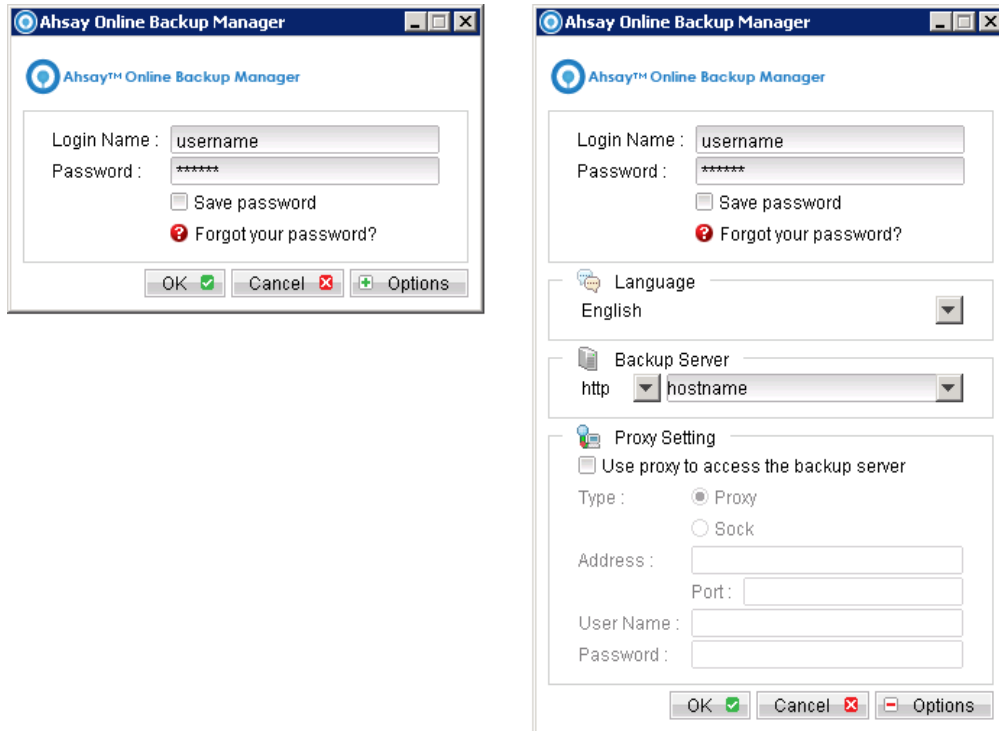 Ahsay Online Backup Manager
Ahsay™ Online Backup Manager
Login Name : username
Password : ******
Save password
Forgot your password?
OK Cancel Options
Ahsay Online Backup Manager
Ahsay™ Online Backup Manager
Login Name : username
Password : ******
Save password
Forgot your password?
Language
English
Backup Server
http hostname
Proxy Setting
Use proxy to access the backup server
Type : Proxy
Sock
Address :
Port :
User Name :
Password :
OK Cancel Options